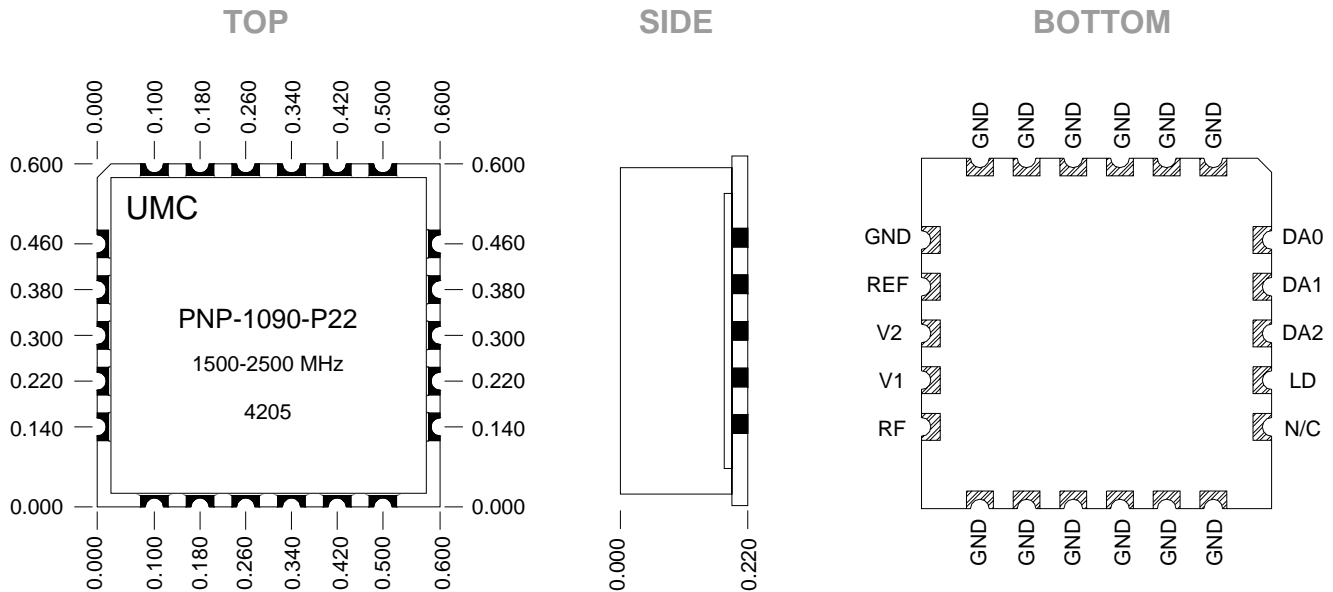 TOP
SIDE
BOTTOM
0.000
0.100
0.180
0.260
0.340
0.420
0.500
0.600
0.600
0.460
0.380
0.300
0.220
0.140
0.000
UMC
PNP-1090-P22
1500-2500 MHz
4205
0.600
0.460
0.380
0.300
0.220
0.140
0.000
0.000
0.100
0.180
0.260
0.340
0.420
0.500
0.600
0.000
0.220
GND
GND
GND
GND
GND
GND
GND
REF
V2
V1
RF
DA0
DA1
DA2
LD
N/C
GND
GND
GND
GND
GND
GND